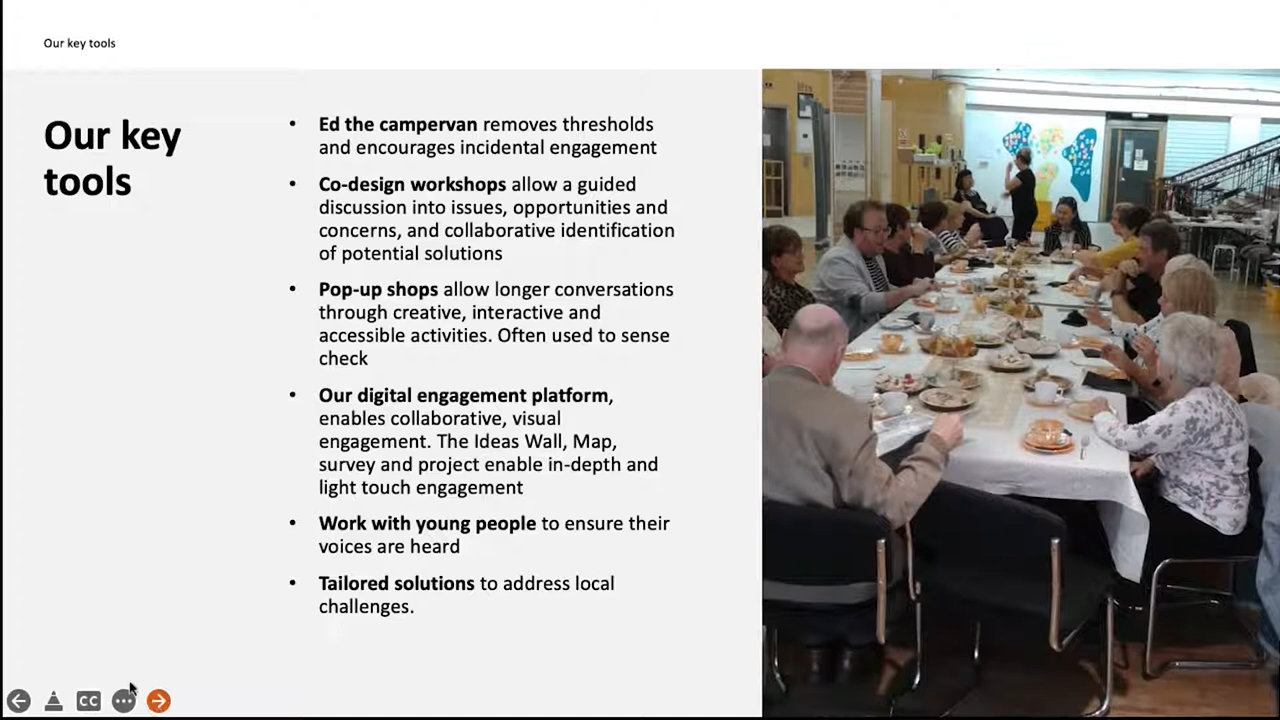 Our key tools
Our key
tools
• Ed the campervan removes thresholds
and encourages incidental engagement
• Co-design workshops allow a guided
discussion into issues, opportunities and
concerns, and collaborative identification
of potential solutions
• Pop-up shops allow longer conversations
through creative, interactive and
accessible activities. Often used to sense
check
• Our digital engagement platform,
enables collaborative, visual
engagement. The Ideas Wall, Map,
survey and project enable in-depth and
light touch engagement
• Work with young people to ensure their
voices are heard
• Tailored solutions to address local
challenges.
CC